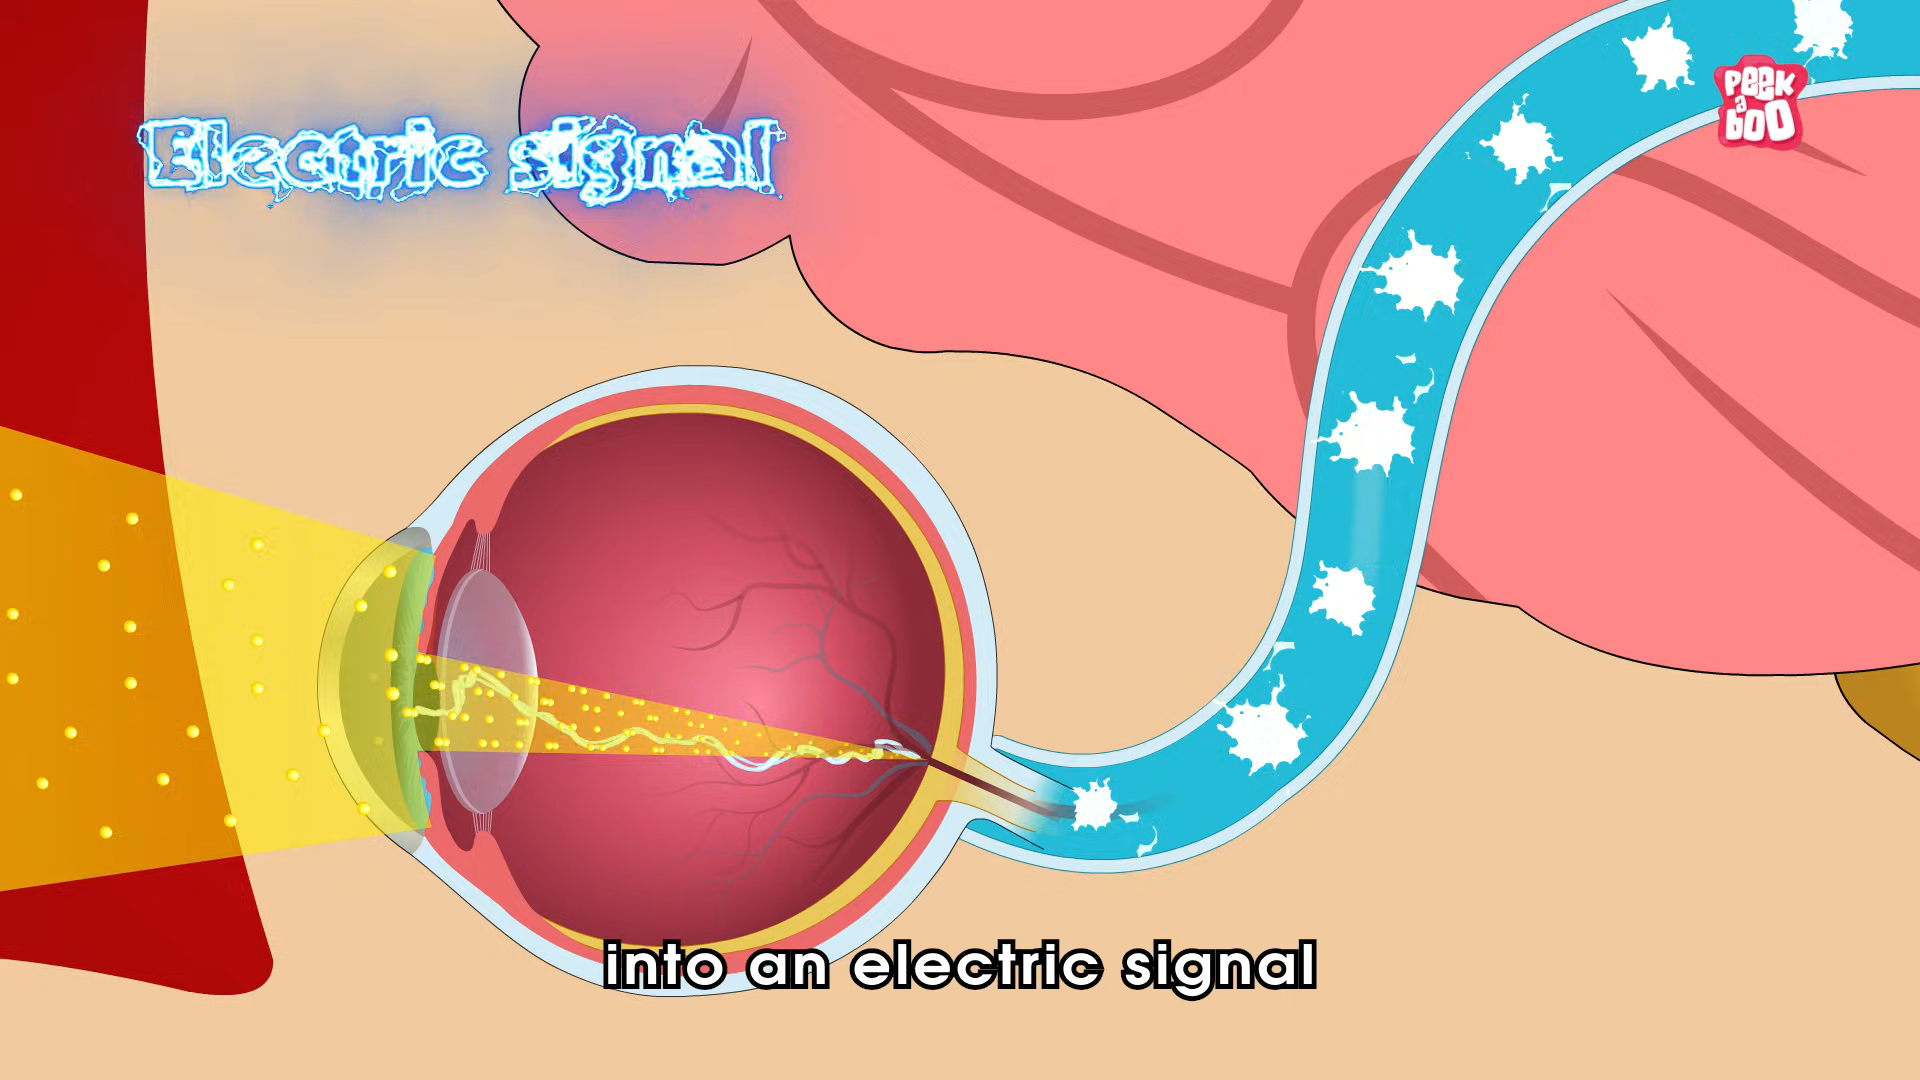 Electric signal
PEEK
a
BOO
into an electric signal